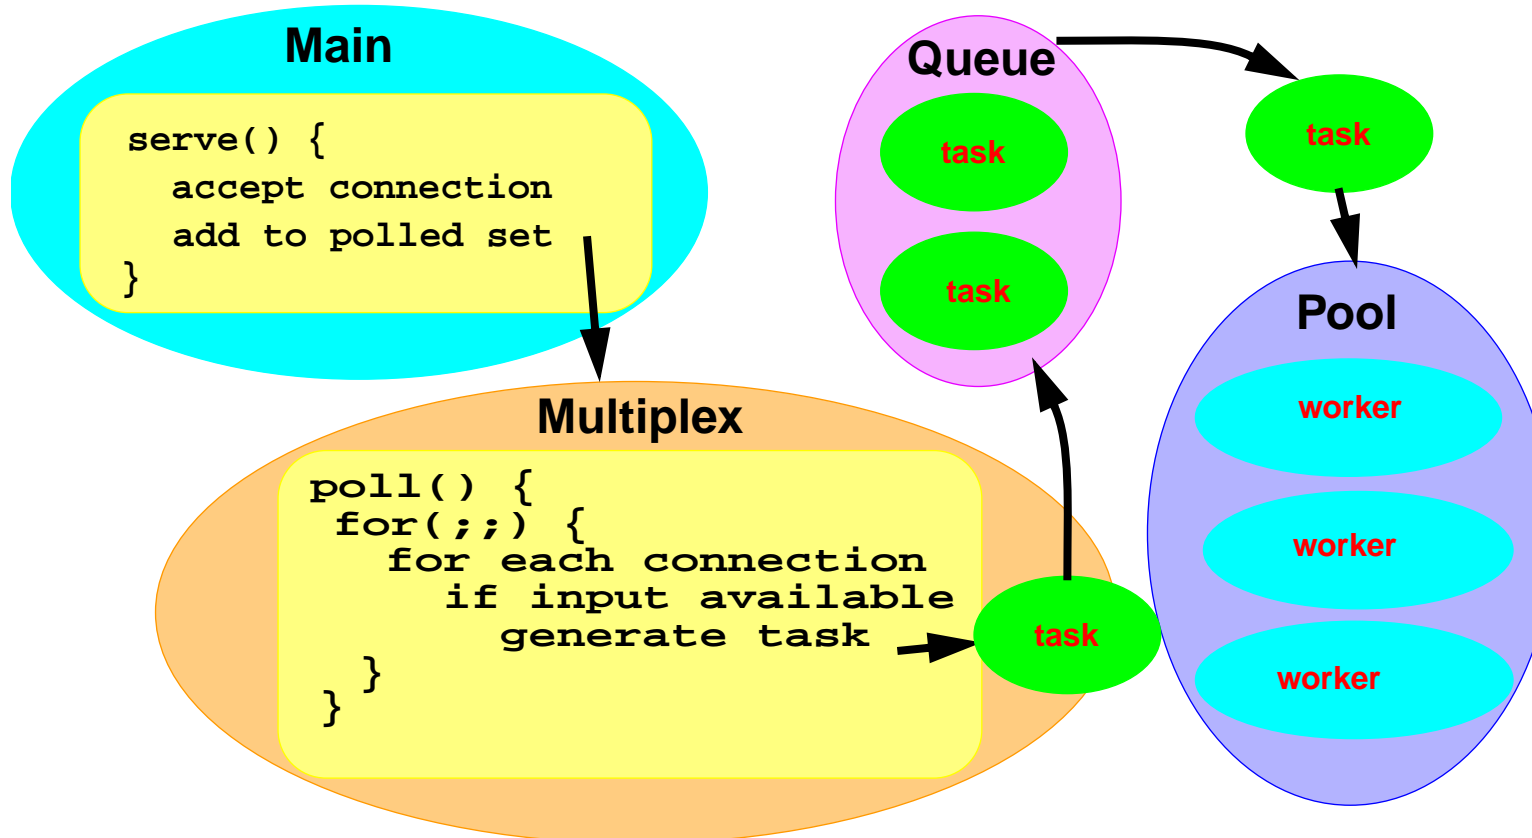 Main
serve() {
accept connection
add to polled set
}
Multiplex
poll() {
for(;;) {
for each connection
if input available
generate task
}
}
task
Queue
task
task
task
Pool
worker
worker
worker